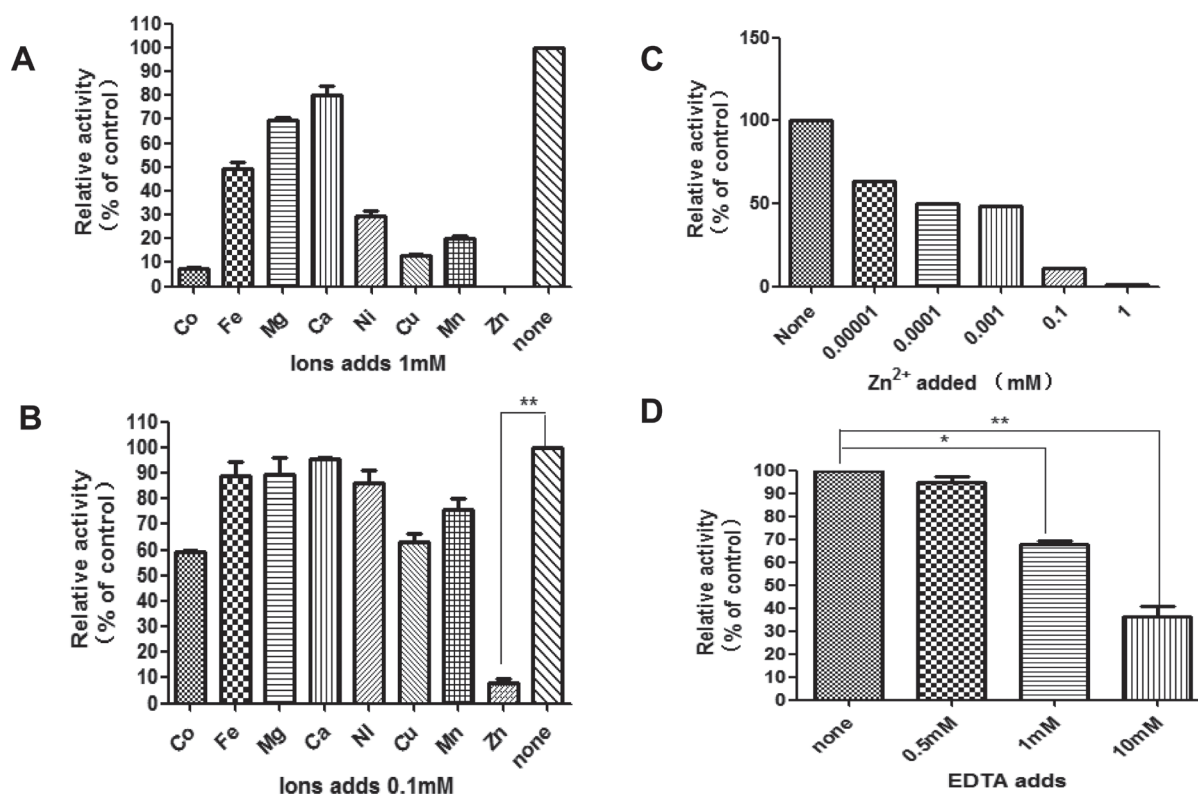 A
Relative activity
(% of control)
110
100
90
80
70
60
50
40
30
20
10
0
Co
Fe
Mg
Ca
Ni
Cu
Mn
Zn
none
Ions adds 1mM
B
Relative activity
(% of control)
110
100
90
80
70
60
50
40
30
20
10
0
**
Co
Fe
Mg
Ca
NI
Cu
Mn
Zn
none
Ions adds 0.1mM
C
Relative activity
(% of control)
150
100
50
0
None
0.00001
0.0001
0.001
0.1
1
Zn2+ added （mM）
D
Relative activity
(% of control)
**
*
100
90
80
70
60
50
40
30
20
10
0
none
0.5mM
1mM
10mM
EDTA adds